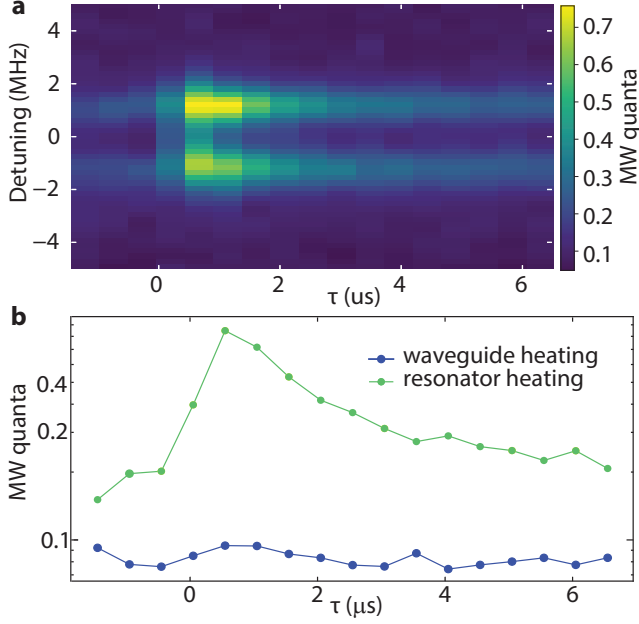 a
4
2
0
−2
−4
Detuning (MHz)
0
2
4
6
τ (us)
0.7
0.6
0.5
0.4
0.3
0.2
0.1
MW quanta
b
waveguide heating
resonator heating
0.4
0.2
0.1
MW quanta
0
2
4
6
τ (μs)